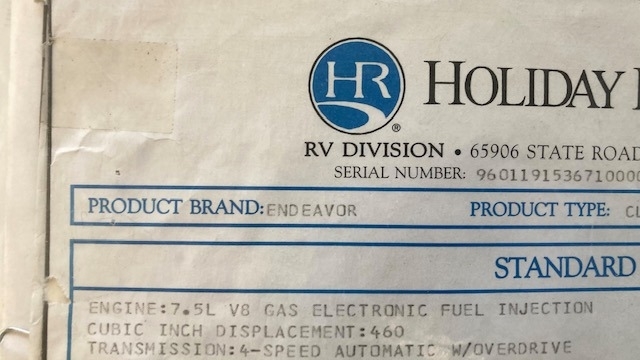 HR
HOLIDAY
®
RV DIVISION • 65906 STATE ROAD
SERIAL NUMBER: 9601191536710000
PRODUCT BRAND:ENDEAVOR PRODUCT TYPE:
STANDARD
ENGINE:7.5L V8 GAS ELECTRONIC FUEL INJECTION
CUBIC INCH DISPLACEMENT:460
TRANSMISSION:4-SPEED AUTOMATIC W/OVERDRIVE